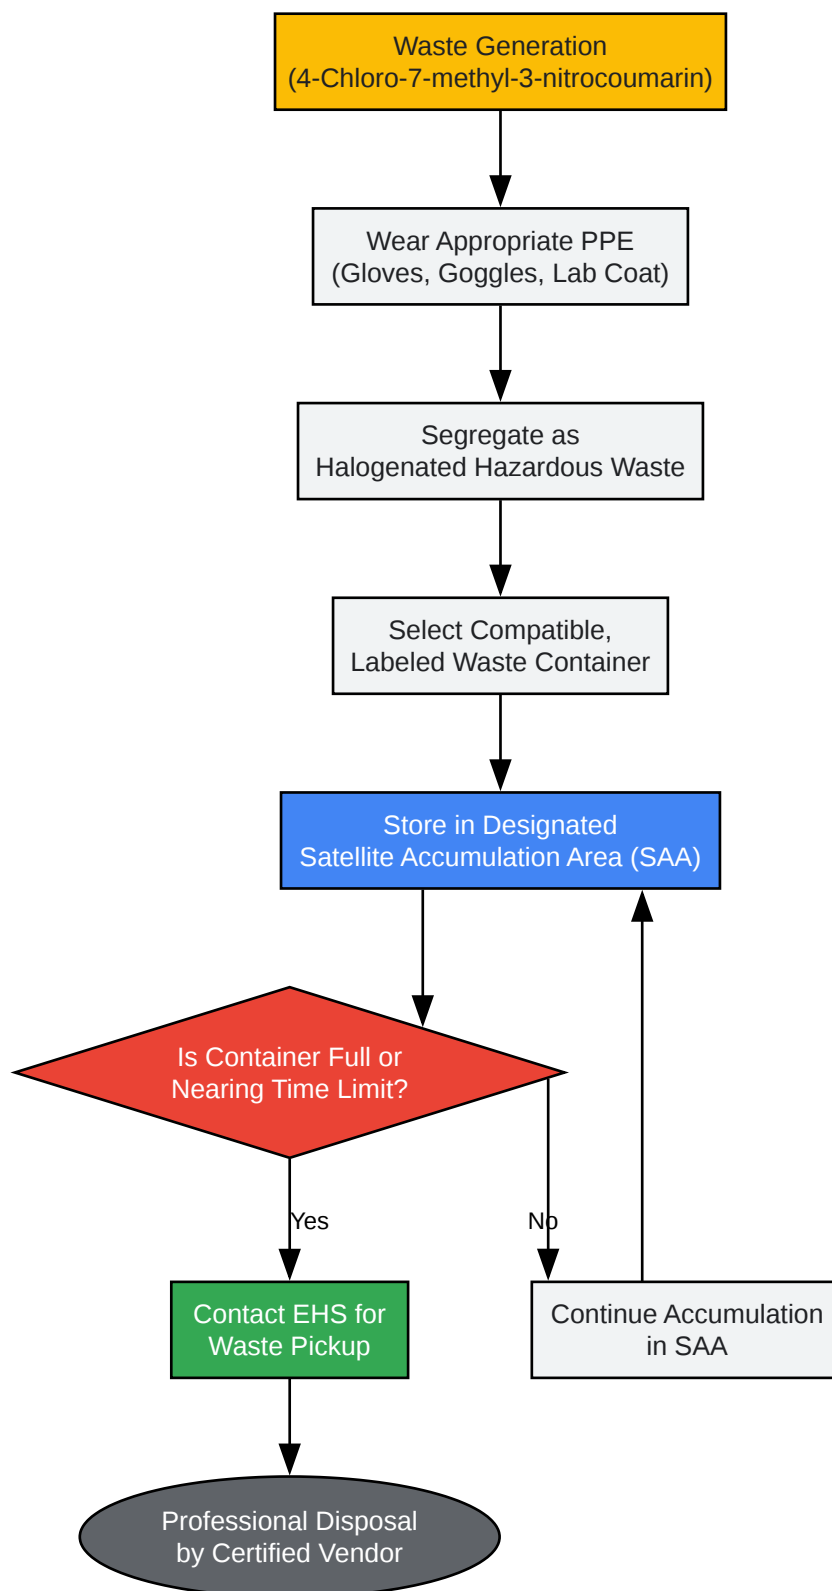 Waste Generation
(4-Chloro-7-methyl-3-nitrocoumarin)
Wear Appropriate PPE
(Gloves, Goggles, Lab Coat)
Segregate as
Halogenated Hazardous Waste
Select Compatible,
Labeled Waste Container
Store in Designated
Satellite Accumulation Area (SAA)
Is Container Full or
Nearing Time Limit?
Yes
No
Contact EHS for
Waste Pickup
Continue Accumulation
in SAA
Professional Disposal
by Certified Vendor